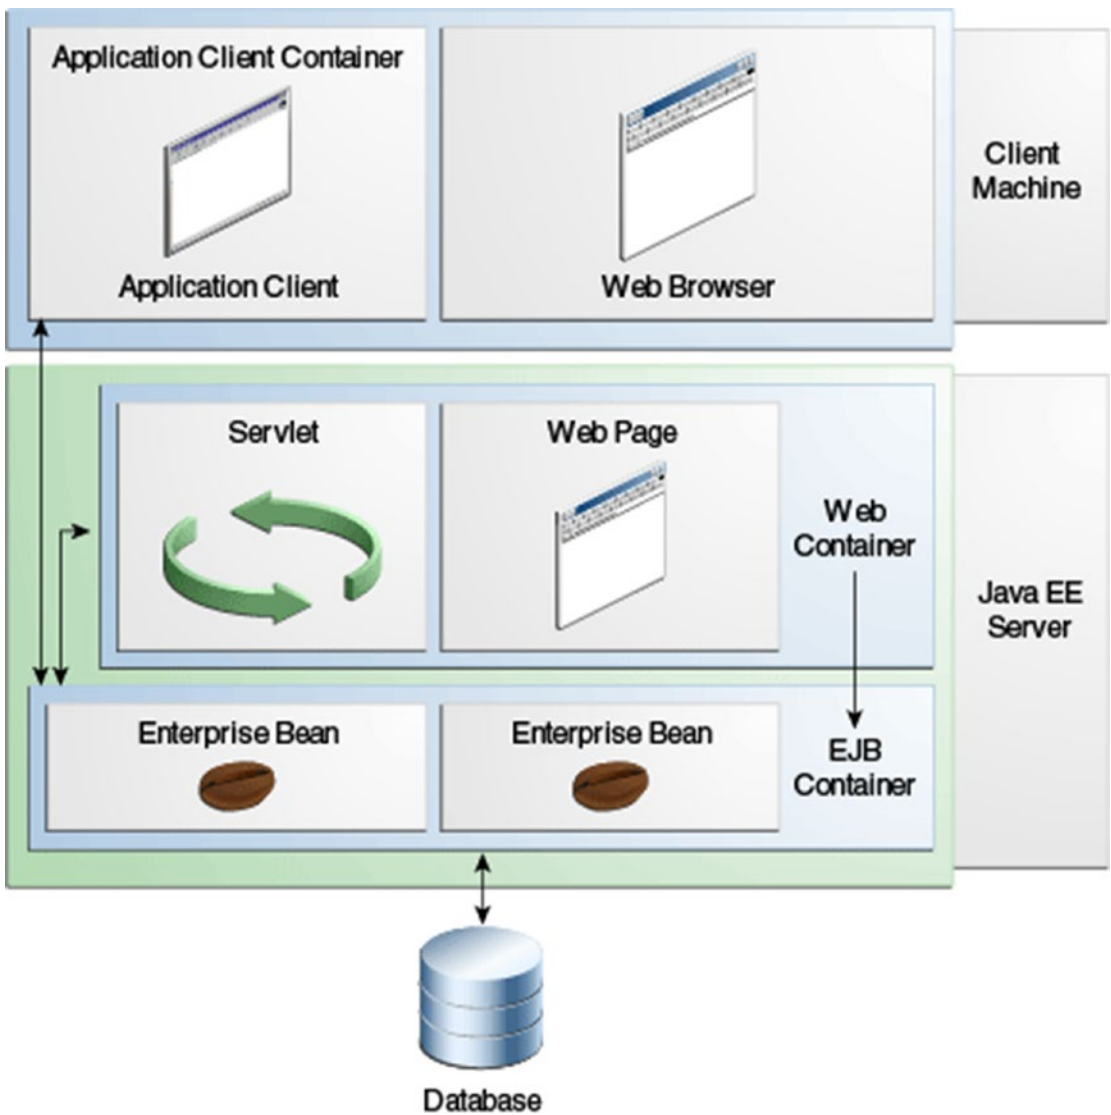 Application Client Container
Application Client
Web Browser
Client
Machine
Servlet
Web Page
Web
Container
Java EE
Server
Enterprise Bean
Enterprise Bean
EJB
Container
Database